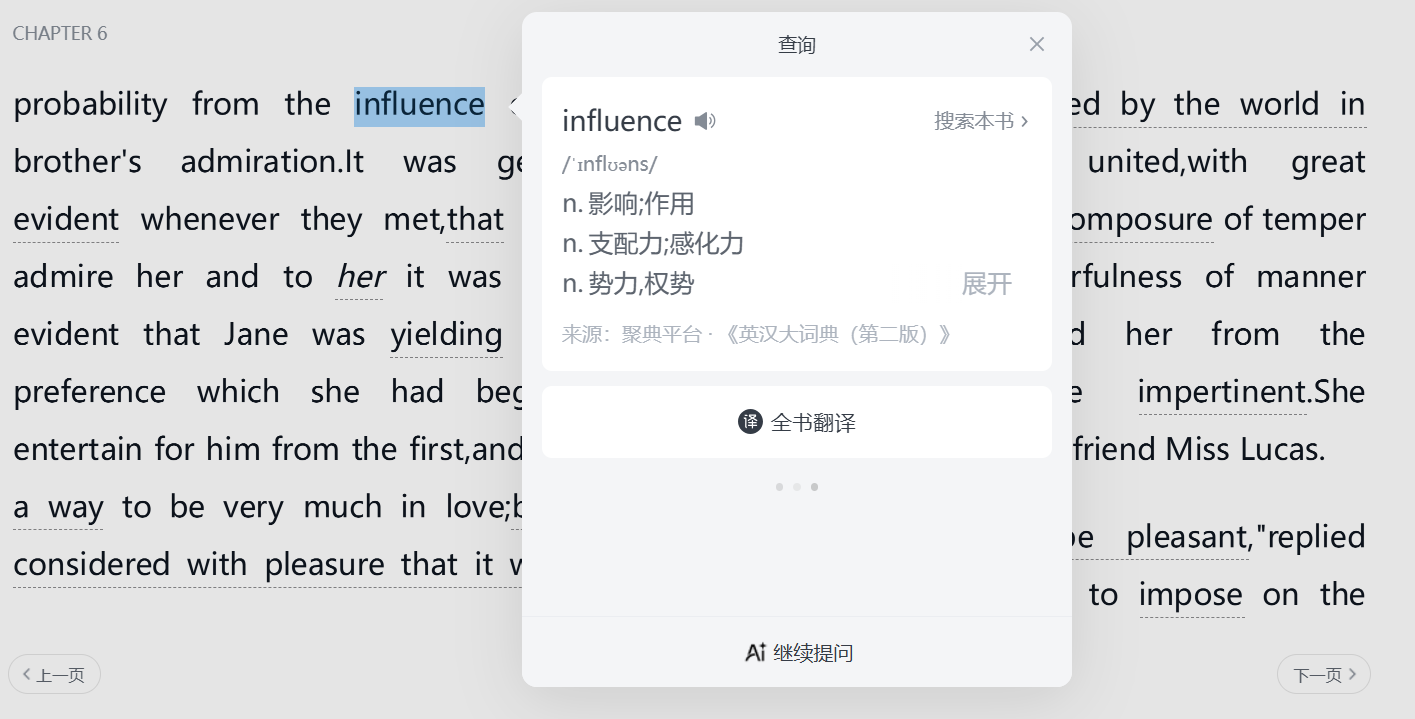 CHAPTER 6
probability from the influence
brother's admiration.It was
evident whenever they met,that
admire her and to her it was
evident that Jane was yielding
preference which she had
entertain for him from the first,and
a way to be very much in love;
considered with pleasure that it
查询
influence 搜索本书
/ˈɪnflʊəns/
n. 影响;作用
n. 支配力;感化力
n. 势力,权势 展开
来源：聚典平台 · 《英汉大词典（第二版）》
译 全书翻译
Ai 继续提问
by the world in
united,with great
of temper
of manner
her from the
impertinent.She
friend Miss Lucas.
pleasant,"replied
to impose on the
上一页
下一页